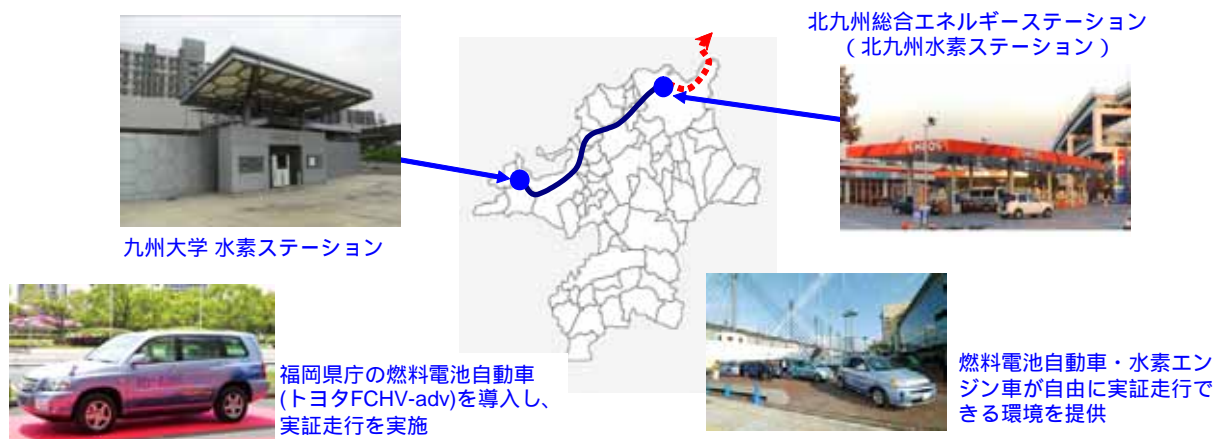 北九州総合エネルギーステーション
（北九州水素ステーション）
ENEOS
九州大学 水素ステーション
福岡県庁の燃料電池自動車
(トヨタFCHV-adv)を導入し、
実証走行を実施
燃料電池自動車・水素エン
ジン車が自由に実証走行で
きる環境を提供